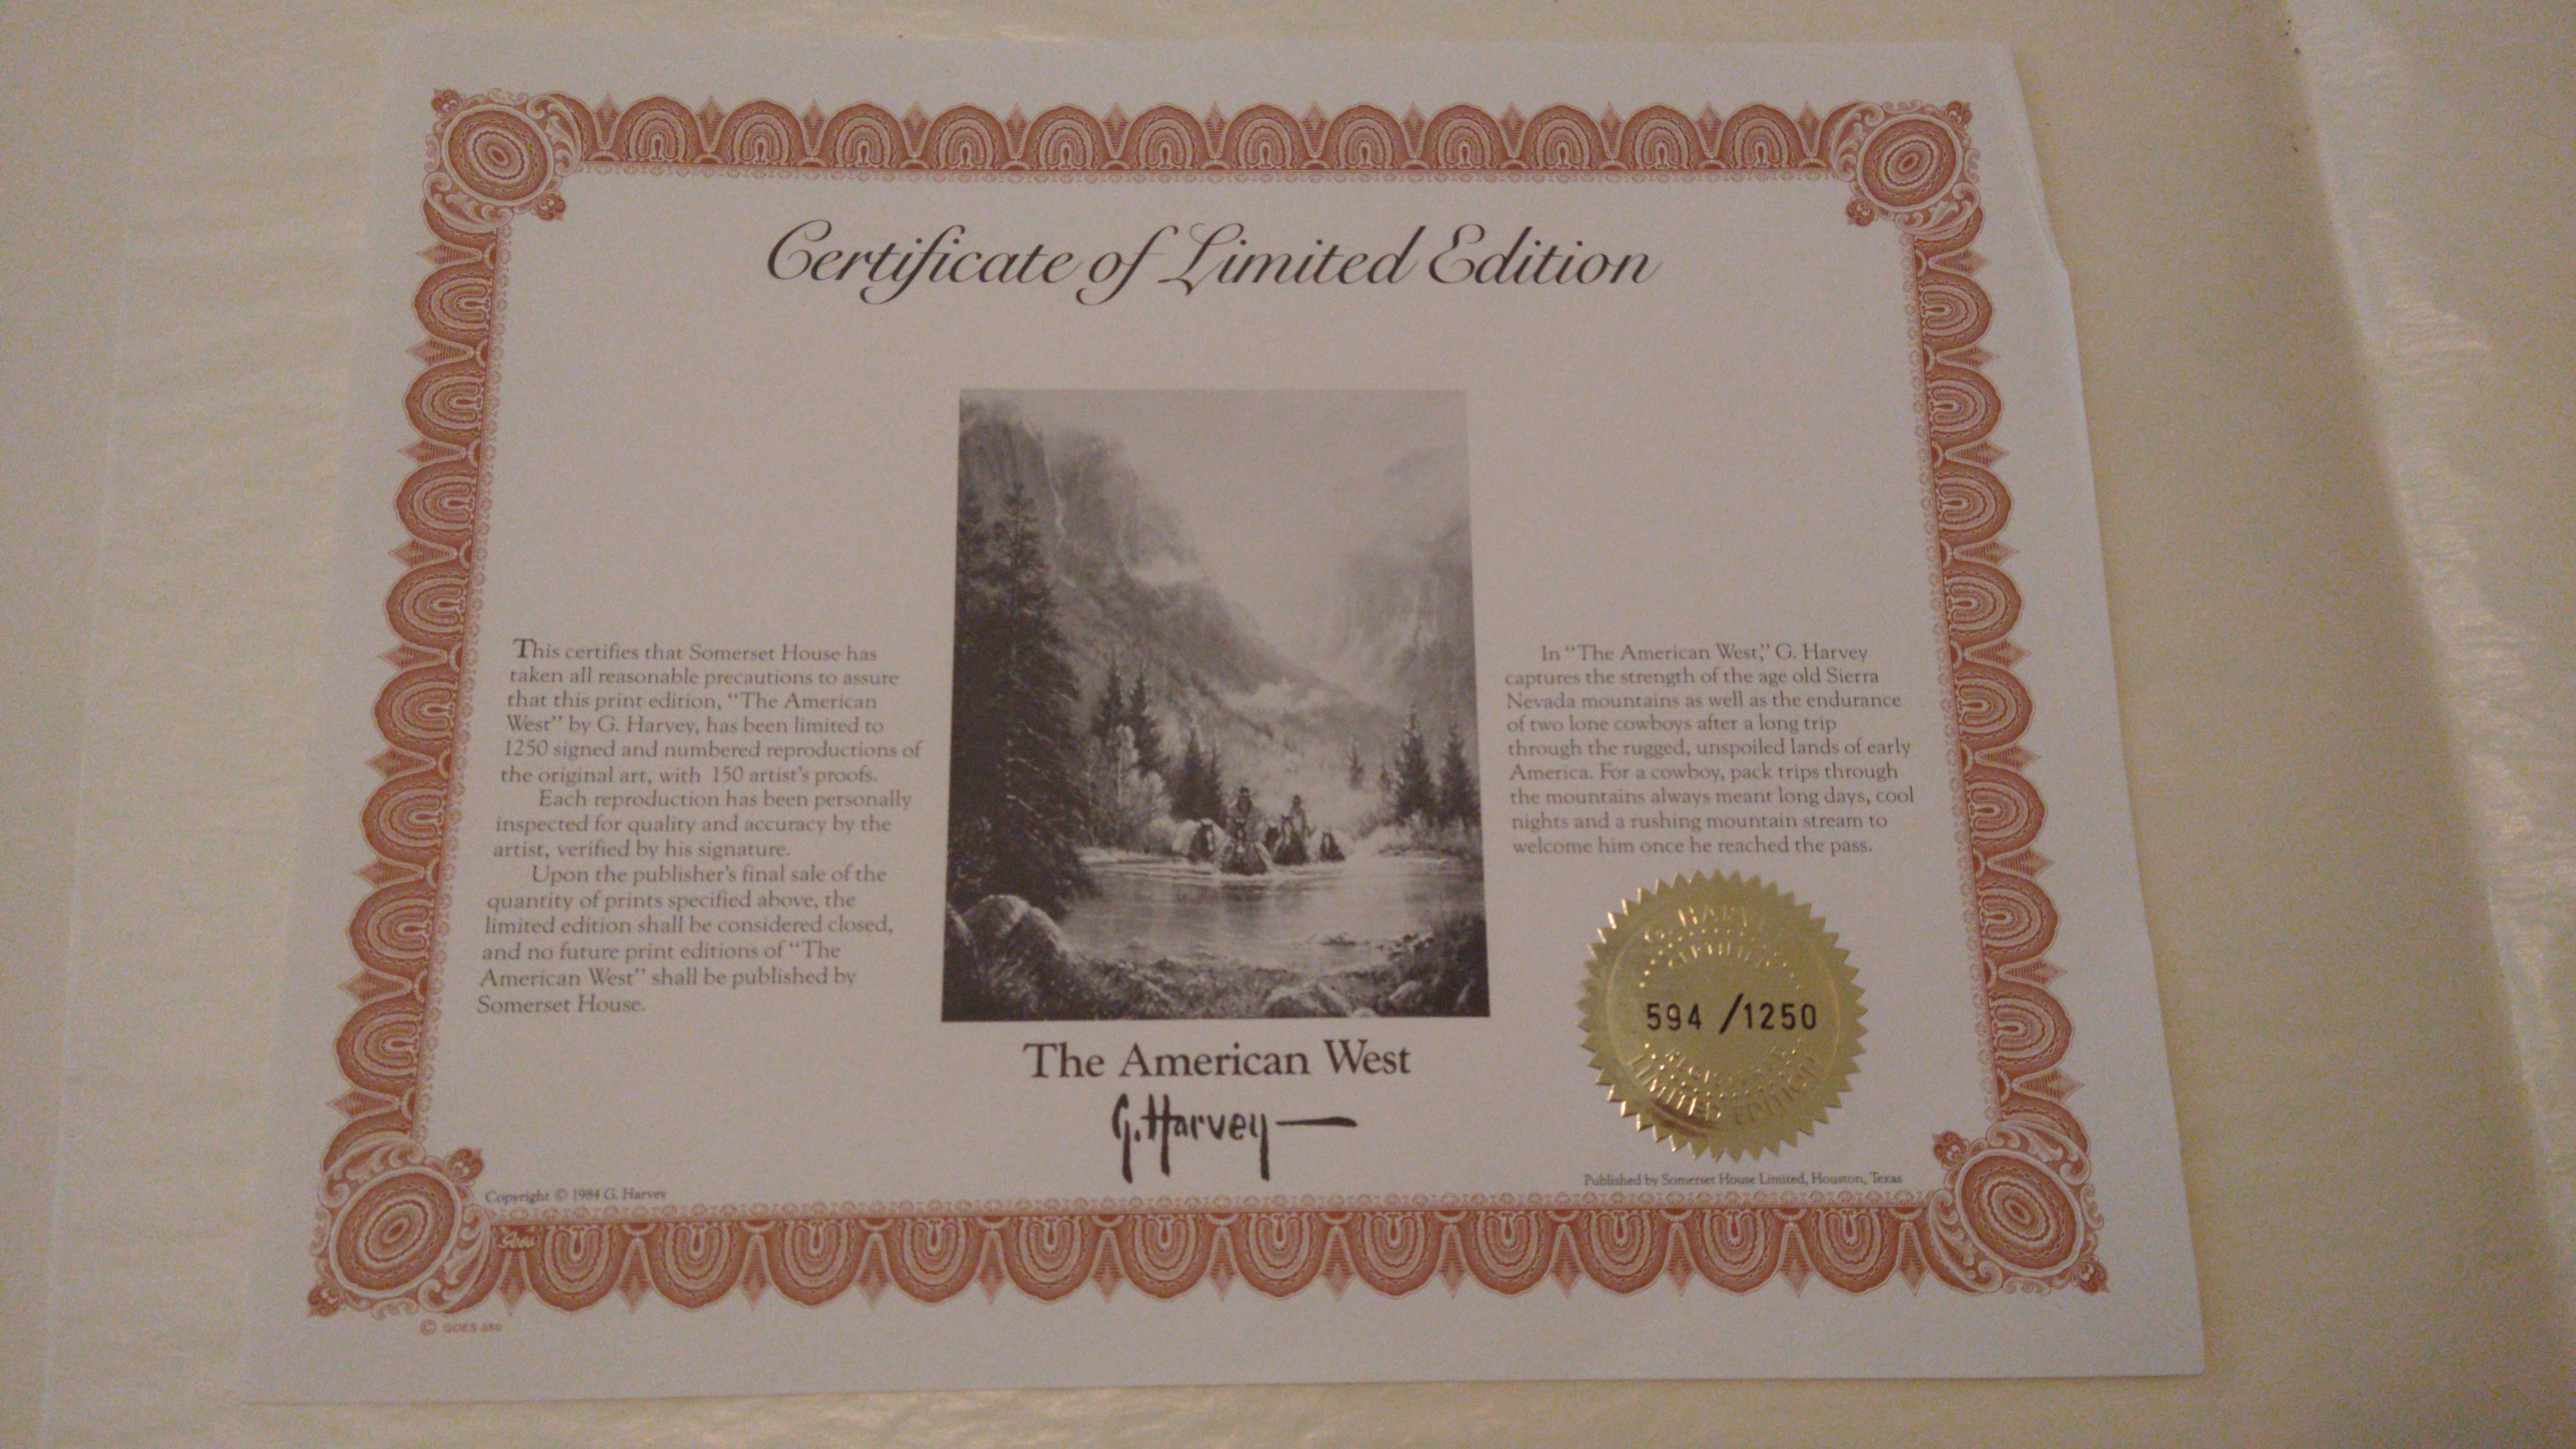 Certificate of Limited Edition
This certifies that Somerset House has
taken all reasonable precautions to assure
that this print edition, “The American
West” by G. Harvey, has been limited to
1250 signed and numbered reproductions of
the original art, with 150 artist’s proofs.
Each reproduction has been personally
inspected for quality and accuracy by the
artist, verified by his signature.
Upon the publisher’s final sale of the
quantity of prints specified above, the
limited edition shall be considered closed,
and no future print editions of “The
American West” shall be published by
Somerset House.
In “The American West,” G. Harvey
captures the strength of the age old Sierra
Nevada mountains as well as the endurance
of two lone cowboys after a long trip
through the rugged, unspoiled lands of early
America. For a cowboy, pack trips through
the mountains always meant long days, cool
nights and a rushing mountain stream to
welcome him once he reached the pass.
G. HARVEY
594 /1250
LIMITED EDITION
The American West
G. Harvey
Copyright © 1984 G. Harvey
Published by Somerset House Limited, Houston, Texas
Goes
© GOES 350